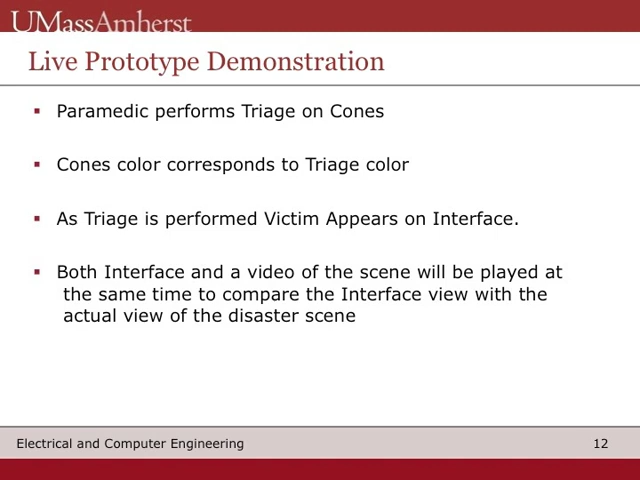 UMassAmherst
Live Prototype Demonstration
▪ Paramedic performs Triage on Cones
▪ Cones color corresponds to Triage color
▪ As Triage is performed Victim Appears on Interface.
▪ Both Interface and a video of the scene will be played at
the same time to compare the Interface view with the
actual view of the disaster scene
Electrical and Computer Engineering 12